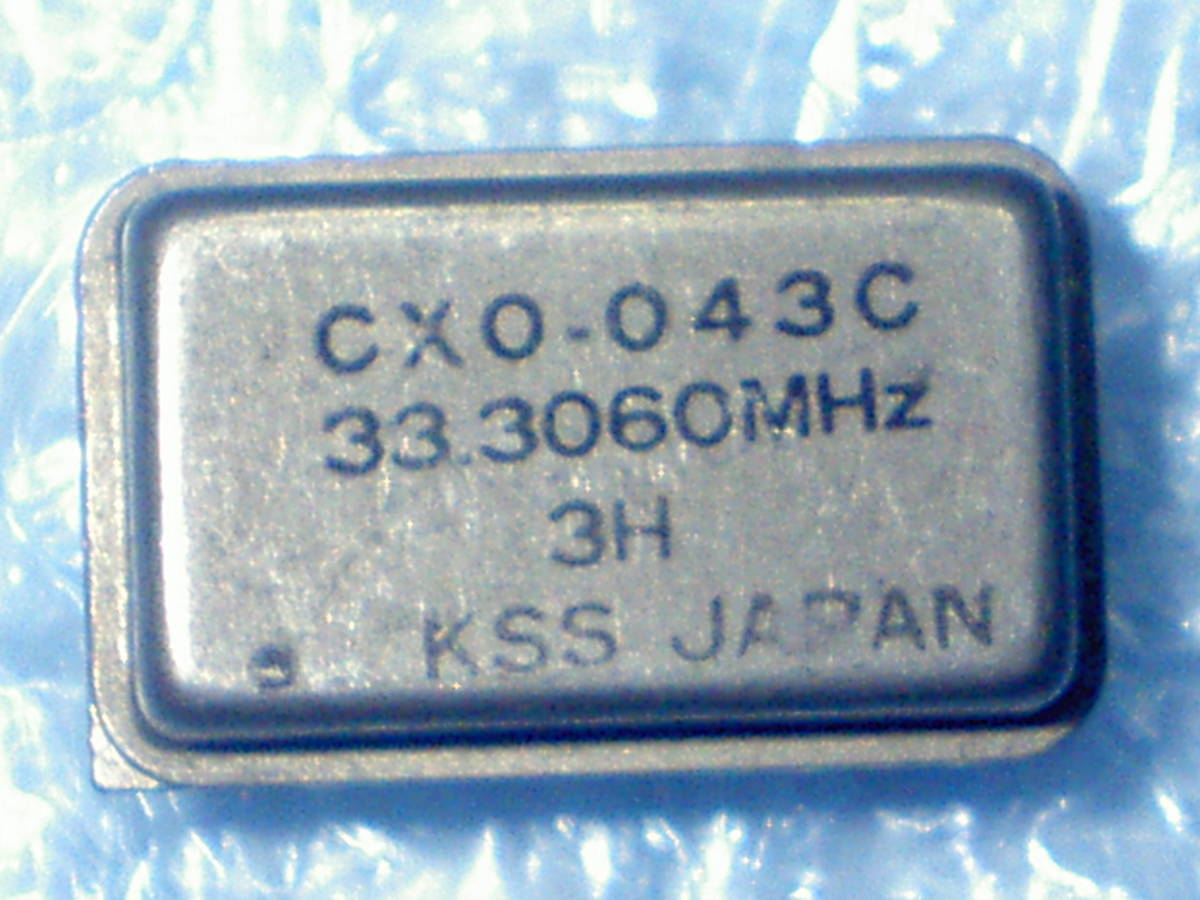 CXO-043C
33.3060MHz
3H
KSS JAPAN